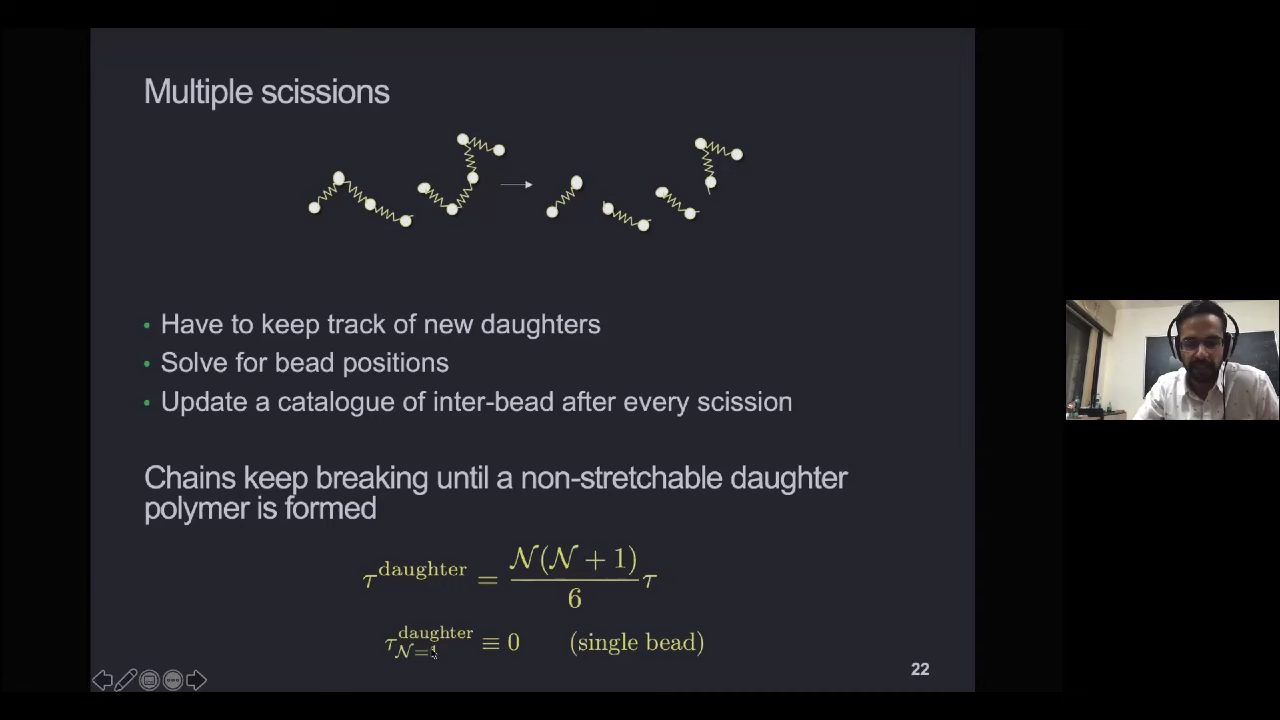 Multiple scissions
• Have to keep track of new daughters
• Solve for bead positions
• Update a catalogue of inter-bead after every scission
Chains keep breaking until a non-stretchable daughter
polymer is formed
τ^daughter = 𝒩(𝒩 + 1)/6 τ
τ^daughter_𝒩= ≡ 0 (single bead)
22